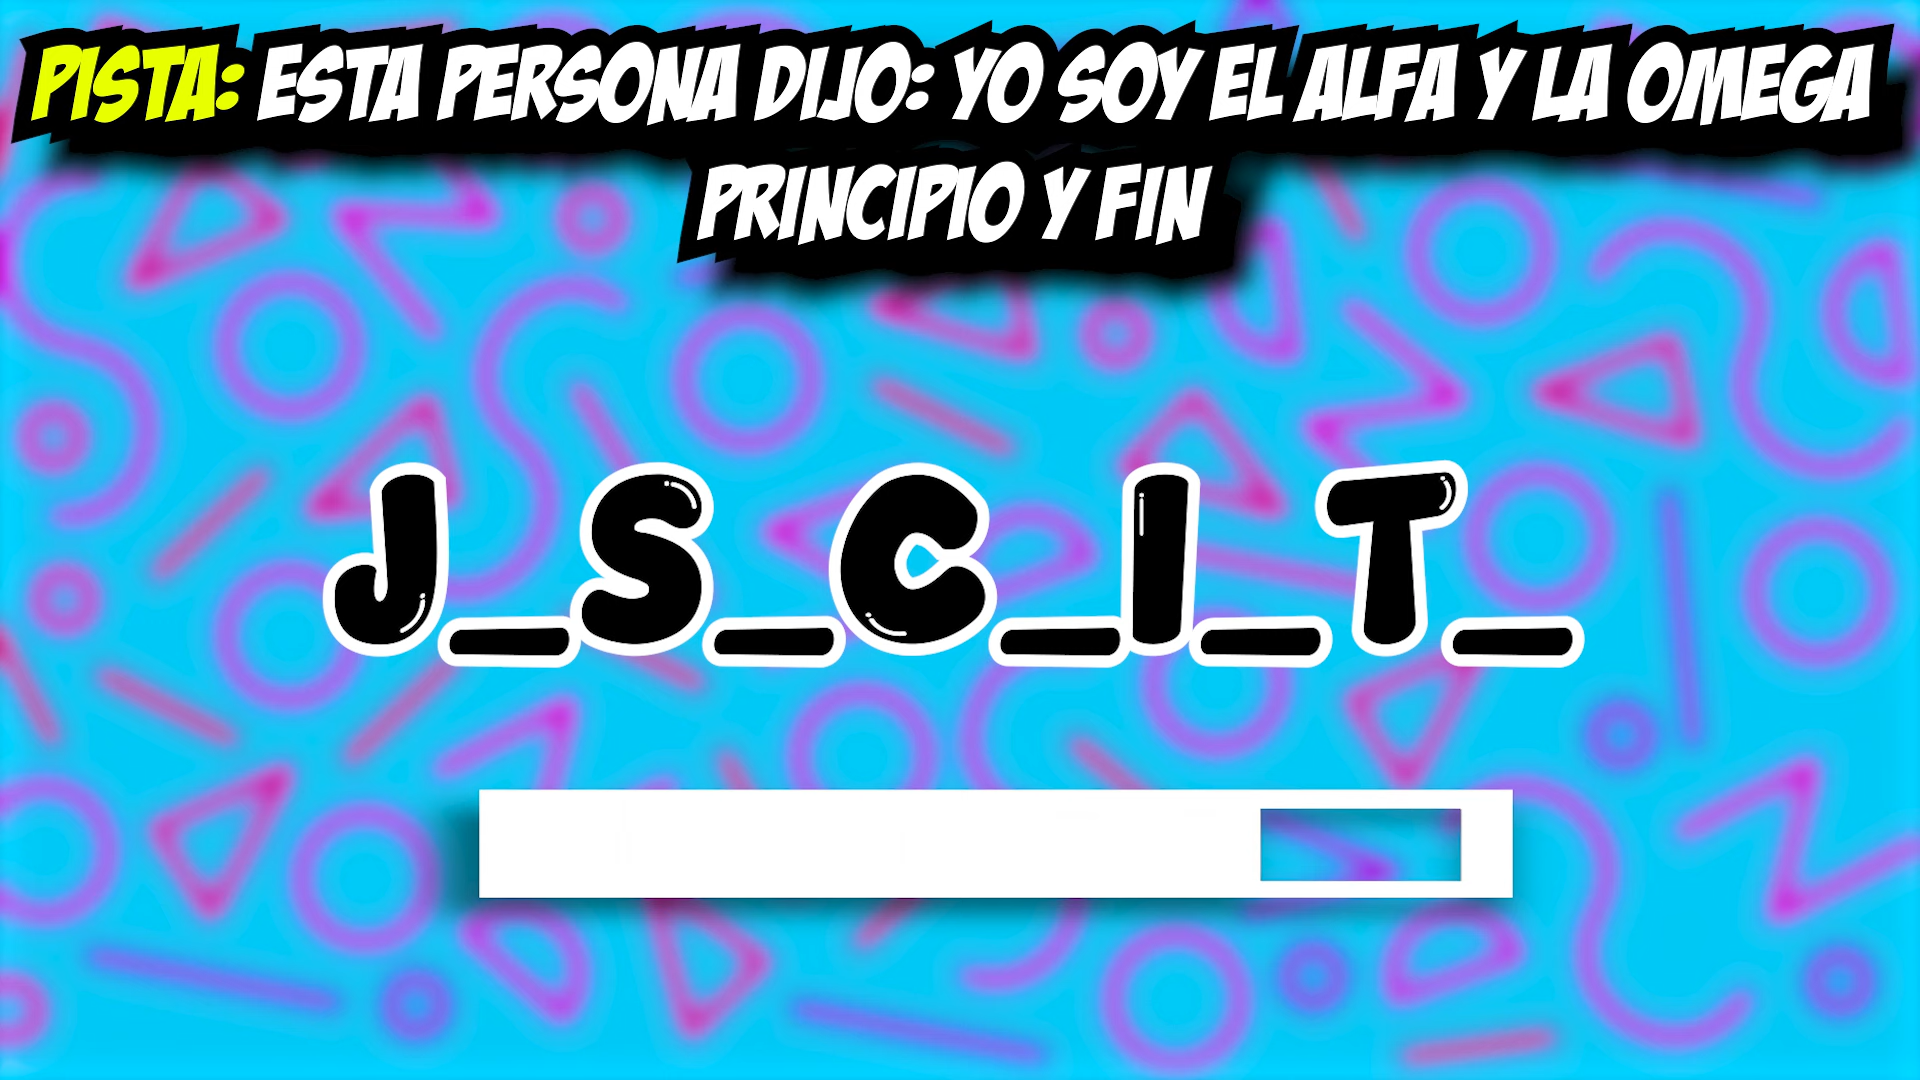 PISTA: ESTA PERSONA DIJO: YO SOY EL ALFA Y LA OMEGA
PRINCIPIO Y FIN
J_S_C_I_T_